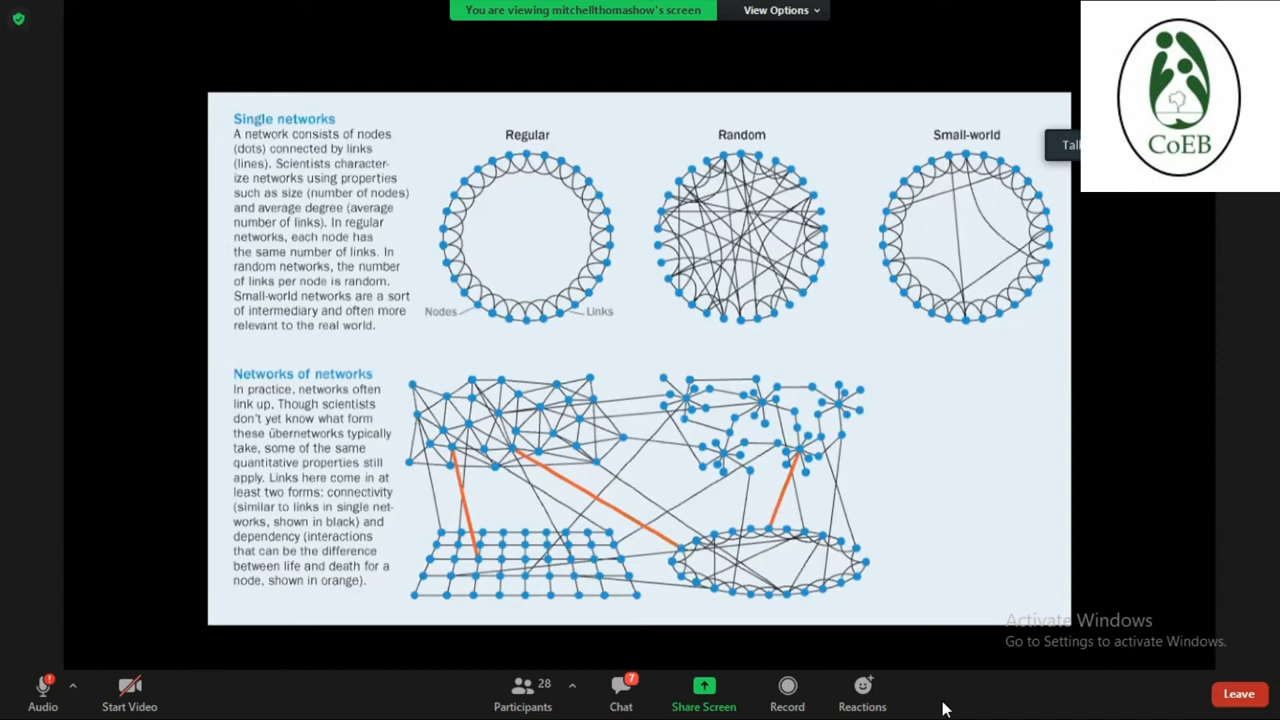 You are viewing mitchellthomashow's screen
View Options
CoEB
Single networks
A network consists of nodes
(dots) connected by links
(lines). Scientists character-
ize networks using properties
such as size (number of nodes)
and average degree (average
number of links). In regular
networks, each node has
the same number of links. In
random networks, the number
of links per node is random.
Small-world networks are a sort
of intermediary and often more
relevant to the real world.
Regular
Random
Small-world
Nodes
Links
Networks of networks
In practice, networks often
link up. Though scientists
don't yet know what form
these übernetworks typically
take, some of the same
quantitative properties still
apply. Links here come in at
least two forms: connectivity
(similar to links in single net-
works, shown in black) and
dependency (interactions
that can be the difference
between life and death for a
node, shown in orange).
Activate Windows
Go to Settings to activate Windows.
Audio
Start Video
28
Participants
7
Chat
Share Screen
Record
Reactions
Leave